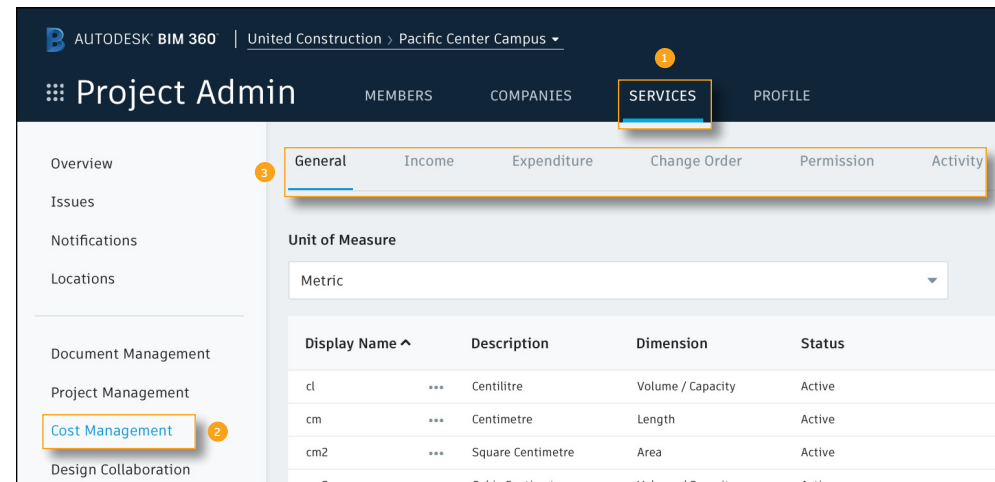 AUTODESK® BIM 360® | United Construction > Pacific Center Campus
1
Project Admin MEMBERS COMPANIES SERVICES PROFILE
Overview
Issues
Notifications
Locations
Document Management
Project Management
Cost Management 2
Design Collaboration
3 General Income Expenditure Change Order Permission Activity
Unit of Measure
Metric
Display Name Description Dimension Status
cl ••• Centilitre Volume / Capacity Active
cm ••• Centimetre Length Active
cm2 ••• Square Centimetre Area Active